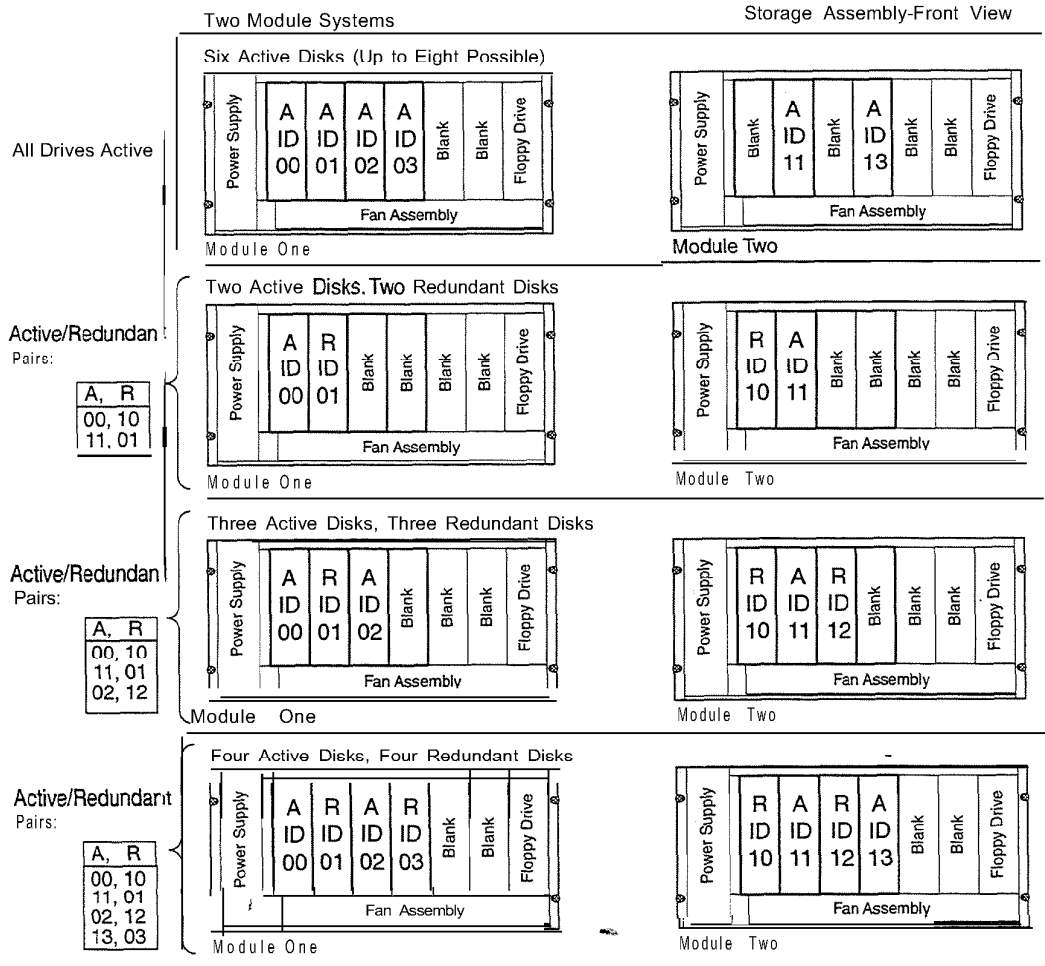 Two Module Systems
Storage Assembly-Front View
Six Active Disks (Up to Eight Possible)
All Drives Active
Power Supply
A ID 00
A ID 01
A ID 02
A ID 03
Blank
Blank
Floppy Drive
Fan Assembly
Module One
Power Supply
Blank
A ID 11
Blank
A ID 13
Blank
Blank
Floppy Drive
Fan Assembly
Module Two
Two Active Disks. Two Redundant Disks
Active/Redundan
Pairs:
A, R
00, 10
11, 01
Power Supply
A ID 00
R ID 01
Blank
Blank
Blank
Blank
Floppy Drive
Fan Assembly
Module One
Power Supply
R ID 10
A ID 11
Blank
Blank
Blank
Blank
Floppy Drive
Fan Assembly
Module Two
Three Active Disks, Three Redundant Disks
Active/Redundan
Pairs:
A, R
00, 10
11, 01
02, 12
Power Supply
A ID 00
R ID 01
A ID 02
Blank
Blank
Blank
Floppy Drive
Fan Assembly
Module One
Power Supply
R ID 10
A ID 11
R ID 12
Blank
Blank
Blank
Floppy Drive
Fan Assembly
Module Two
Four Active Disks, Four Redundant Disks
Active/Redundant
Pairs:
A, R
00, 10
11, 01
02, 12
13, 03
Power Supply
A ID 00
R ID 01
A ID 02
R ID 03
Blank
Blank
Floppy Drive
Fan Assembly
Module One
Power Supply
R ID 10
A ID 11
R ID 12
A ID 13
Blank
Blank
Floppy Drive
Fan Assembly
Module Two